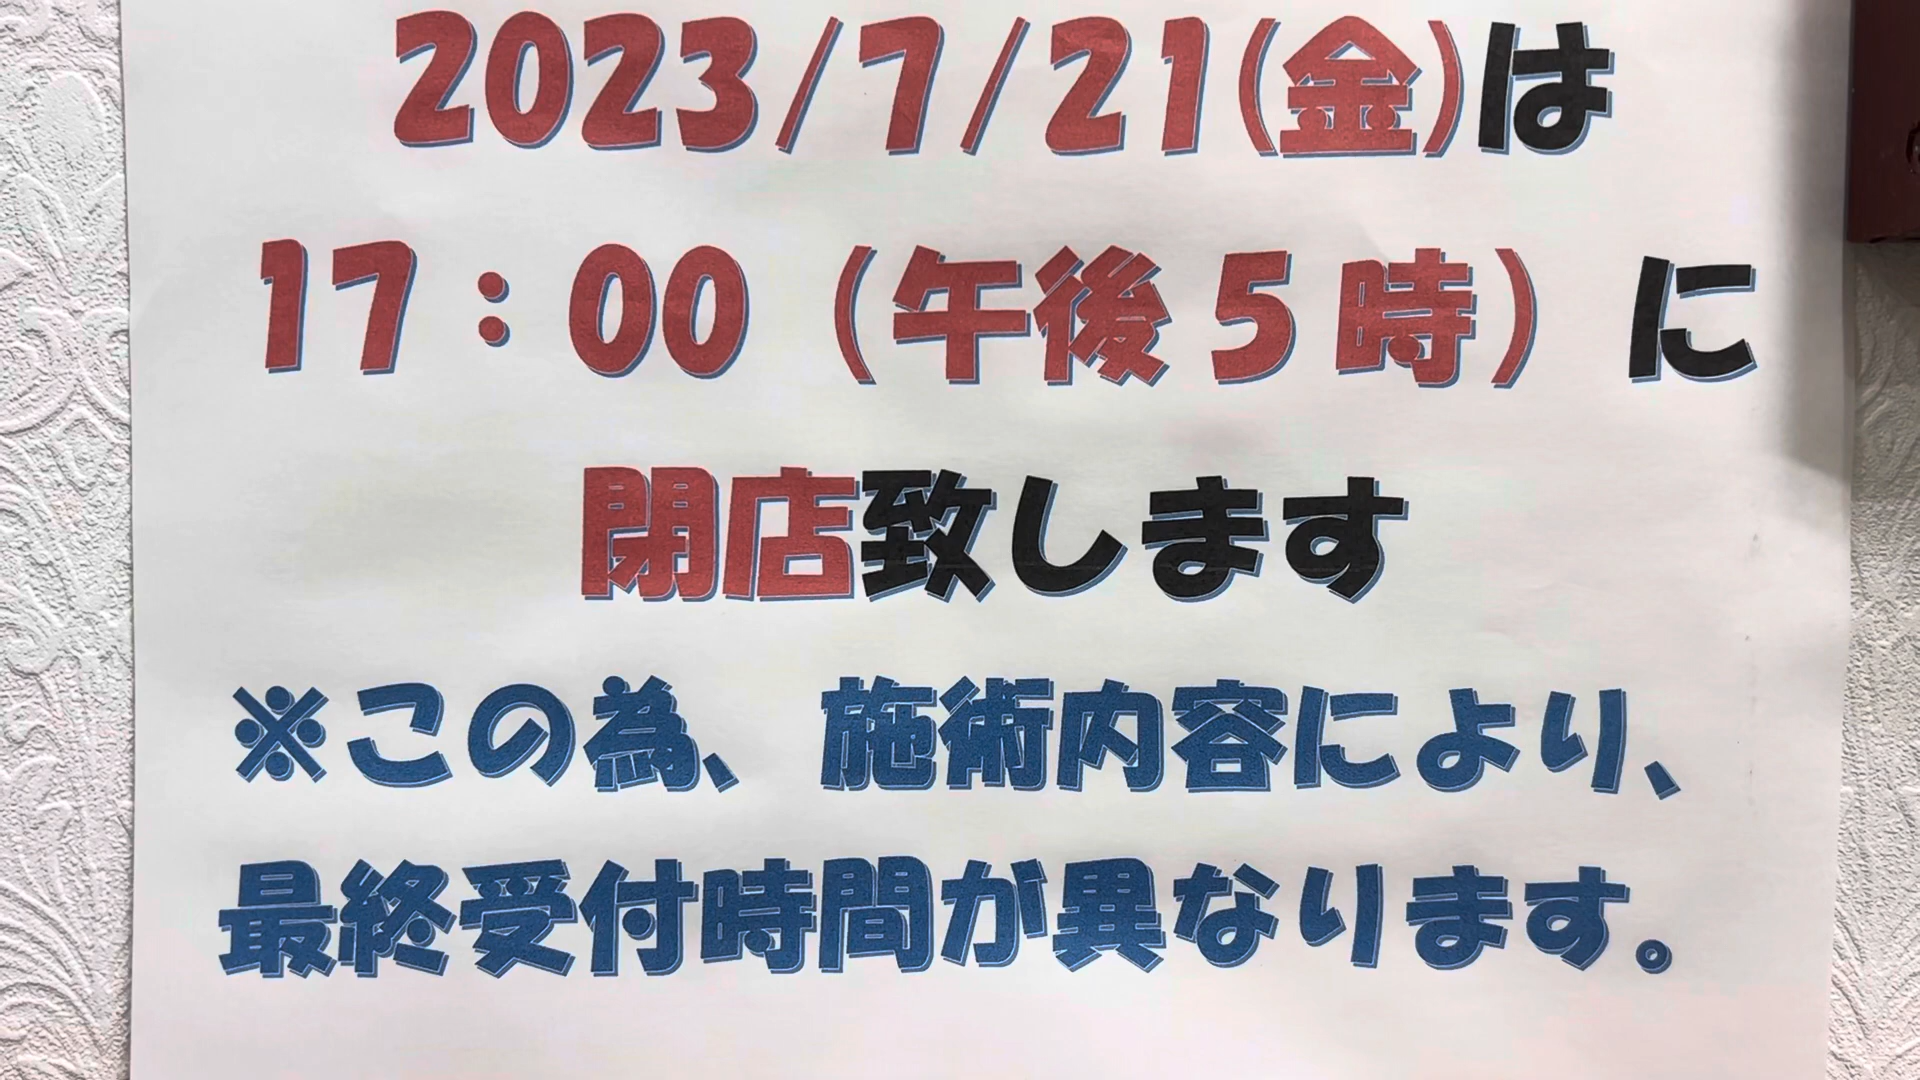 2023/7/21(金)は
17：00（午後５時）に
閉店致します
※この為、施術内容により、
最終受付時間が異なります。